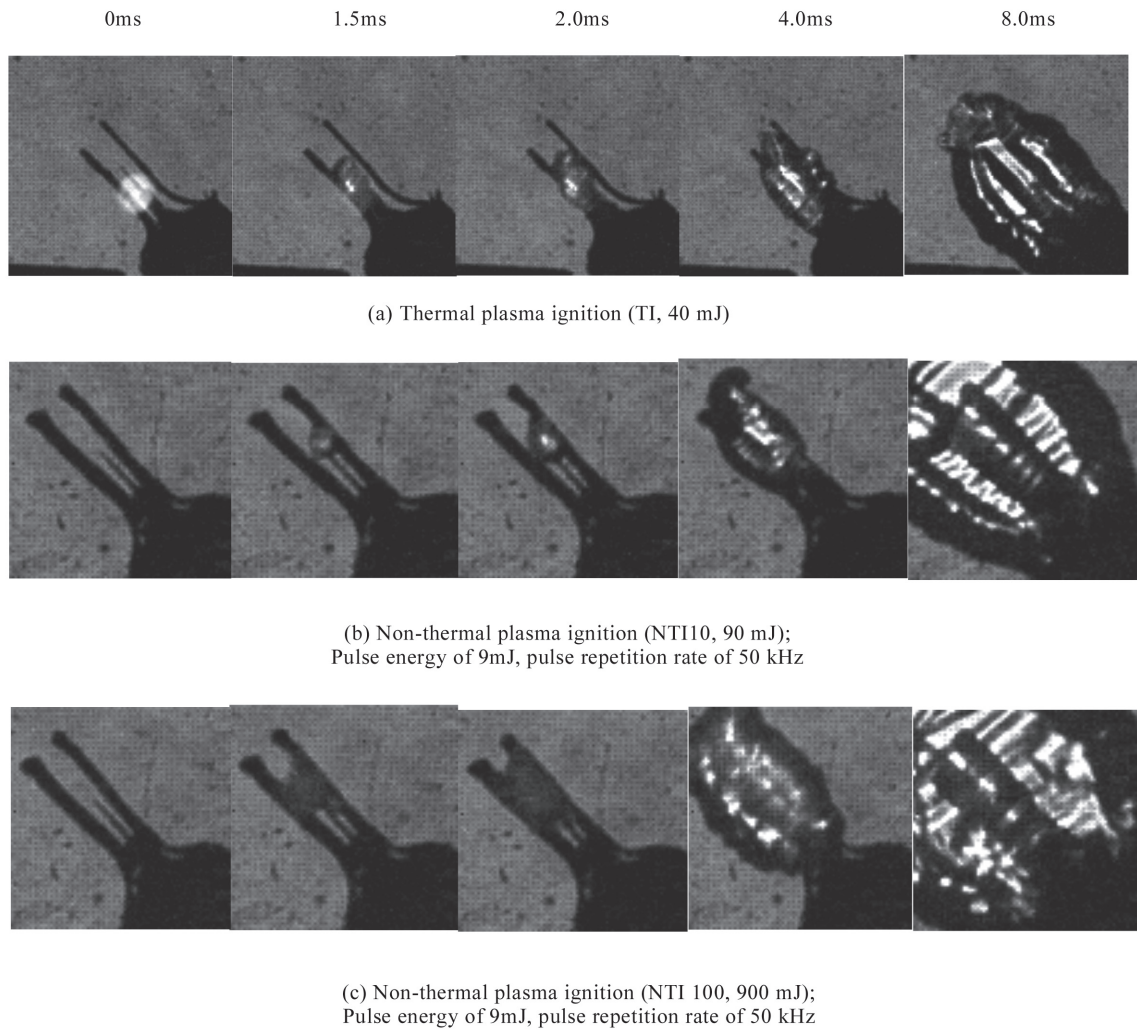 0ms 1.5ms 2.0ms 4.0ms 8.0ms
(a) Thermal plasma ignition (TI, 40 mJ)
(b) Non-thermal plasma ignition (NTI10, 90 mJ);
Pulse energy of 9mJ, pulse repetition rate of 50 kHz
(c) Non-thermal plasma ignition (NTI 100, 900 mJ);
Pulse energy of 9mJ, pulse repetition rate of 50 kHz